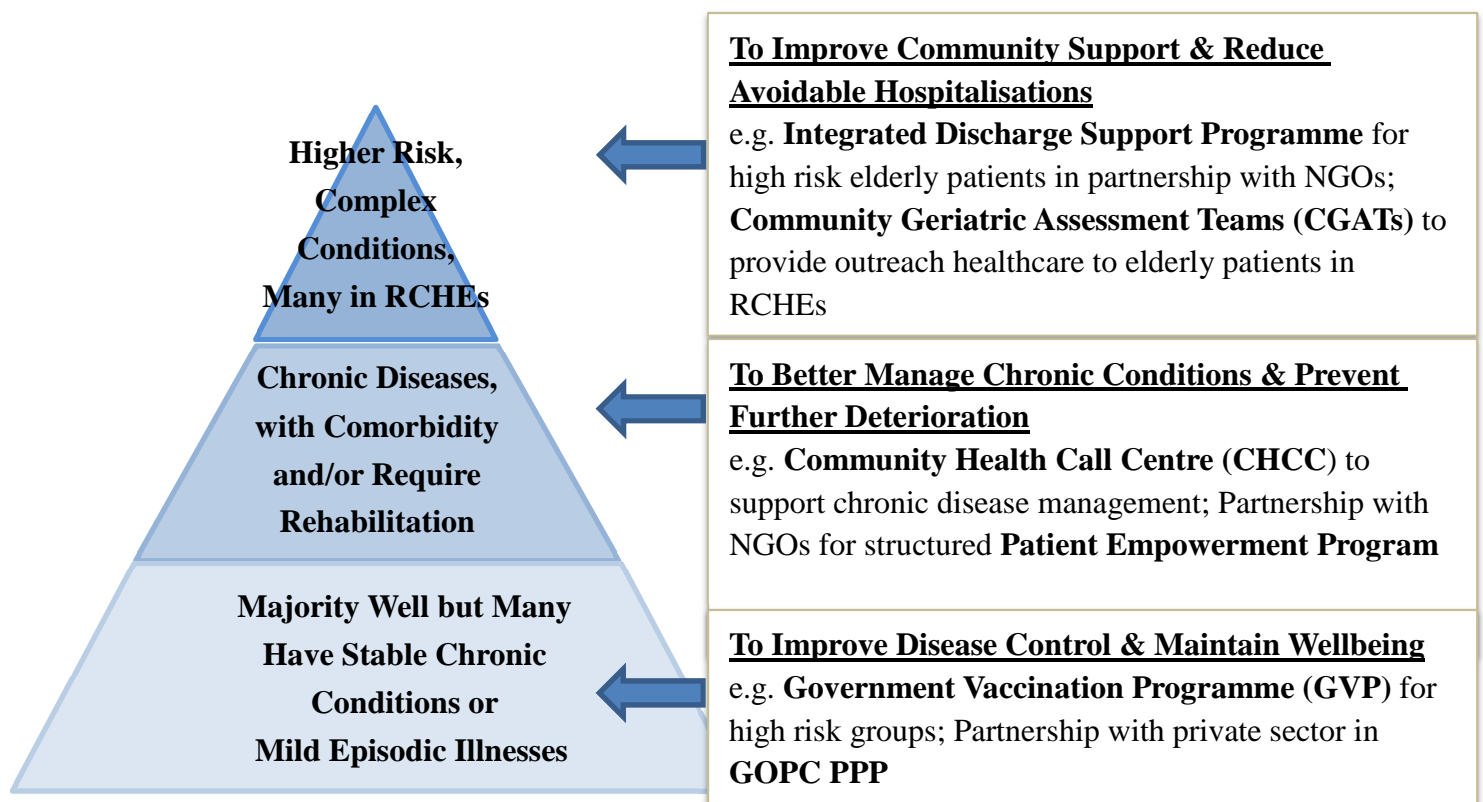 Higher Risk,
Complex
Conditions,
Many in RCHEs
To Improve Community Support & Reduce
Avoidable Hospitalisations
e.g. Integrated Discharge Support Programme for
high risk elderly patients in partnership with NGOs;
Community Geriatric Assessment Teams (CGATs) to
provide outreach healthcare to elderly patients in
RCHEs
Chronic Diseases,
with Comorbidity
and/or Require
Rehabilitation
To Better Manage Chronic Conditions & Prevent
Further Deterioration
e.g. Community Health Call Centre (CHCC) to
support chronic disease management; Partnership with
NGOs for structured Patient Empowerment Program
Majority Well but Many
Have Stable Chronic
Conditions or
Mild Episodic Illnesses
To Improve Disease Control & Maintain Wellbeing
e.g. Government Vaccination Programme (GVP) for
high risk groups; Partnership with private sector in
GOPC PPP